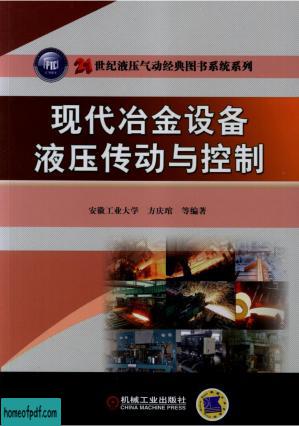 21世纪液压气动经典图书系统系列
现代冶金设备
液压传动与控制
安徽工业大学 方庆琯 等编著
机械工业出版社
CHINA MACHINE PRESS
homeofpdf.com